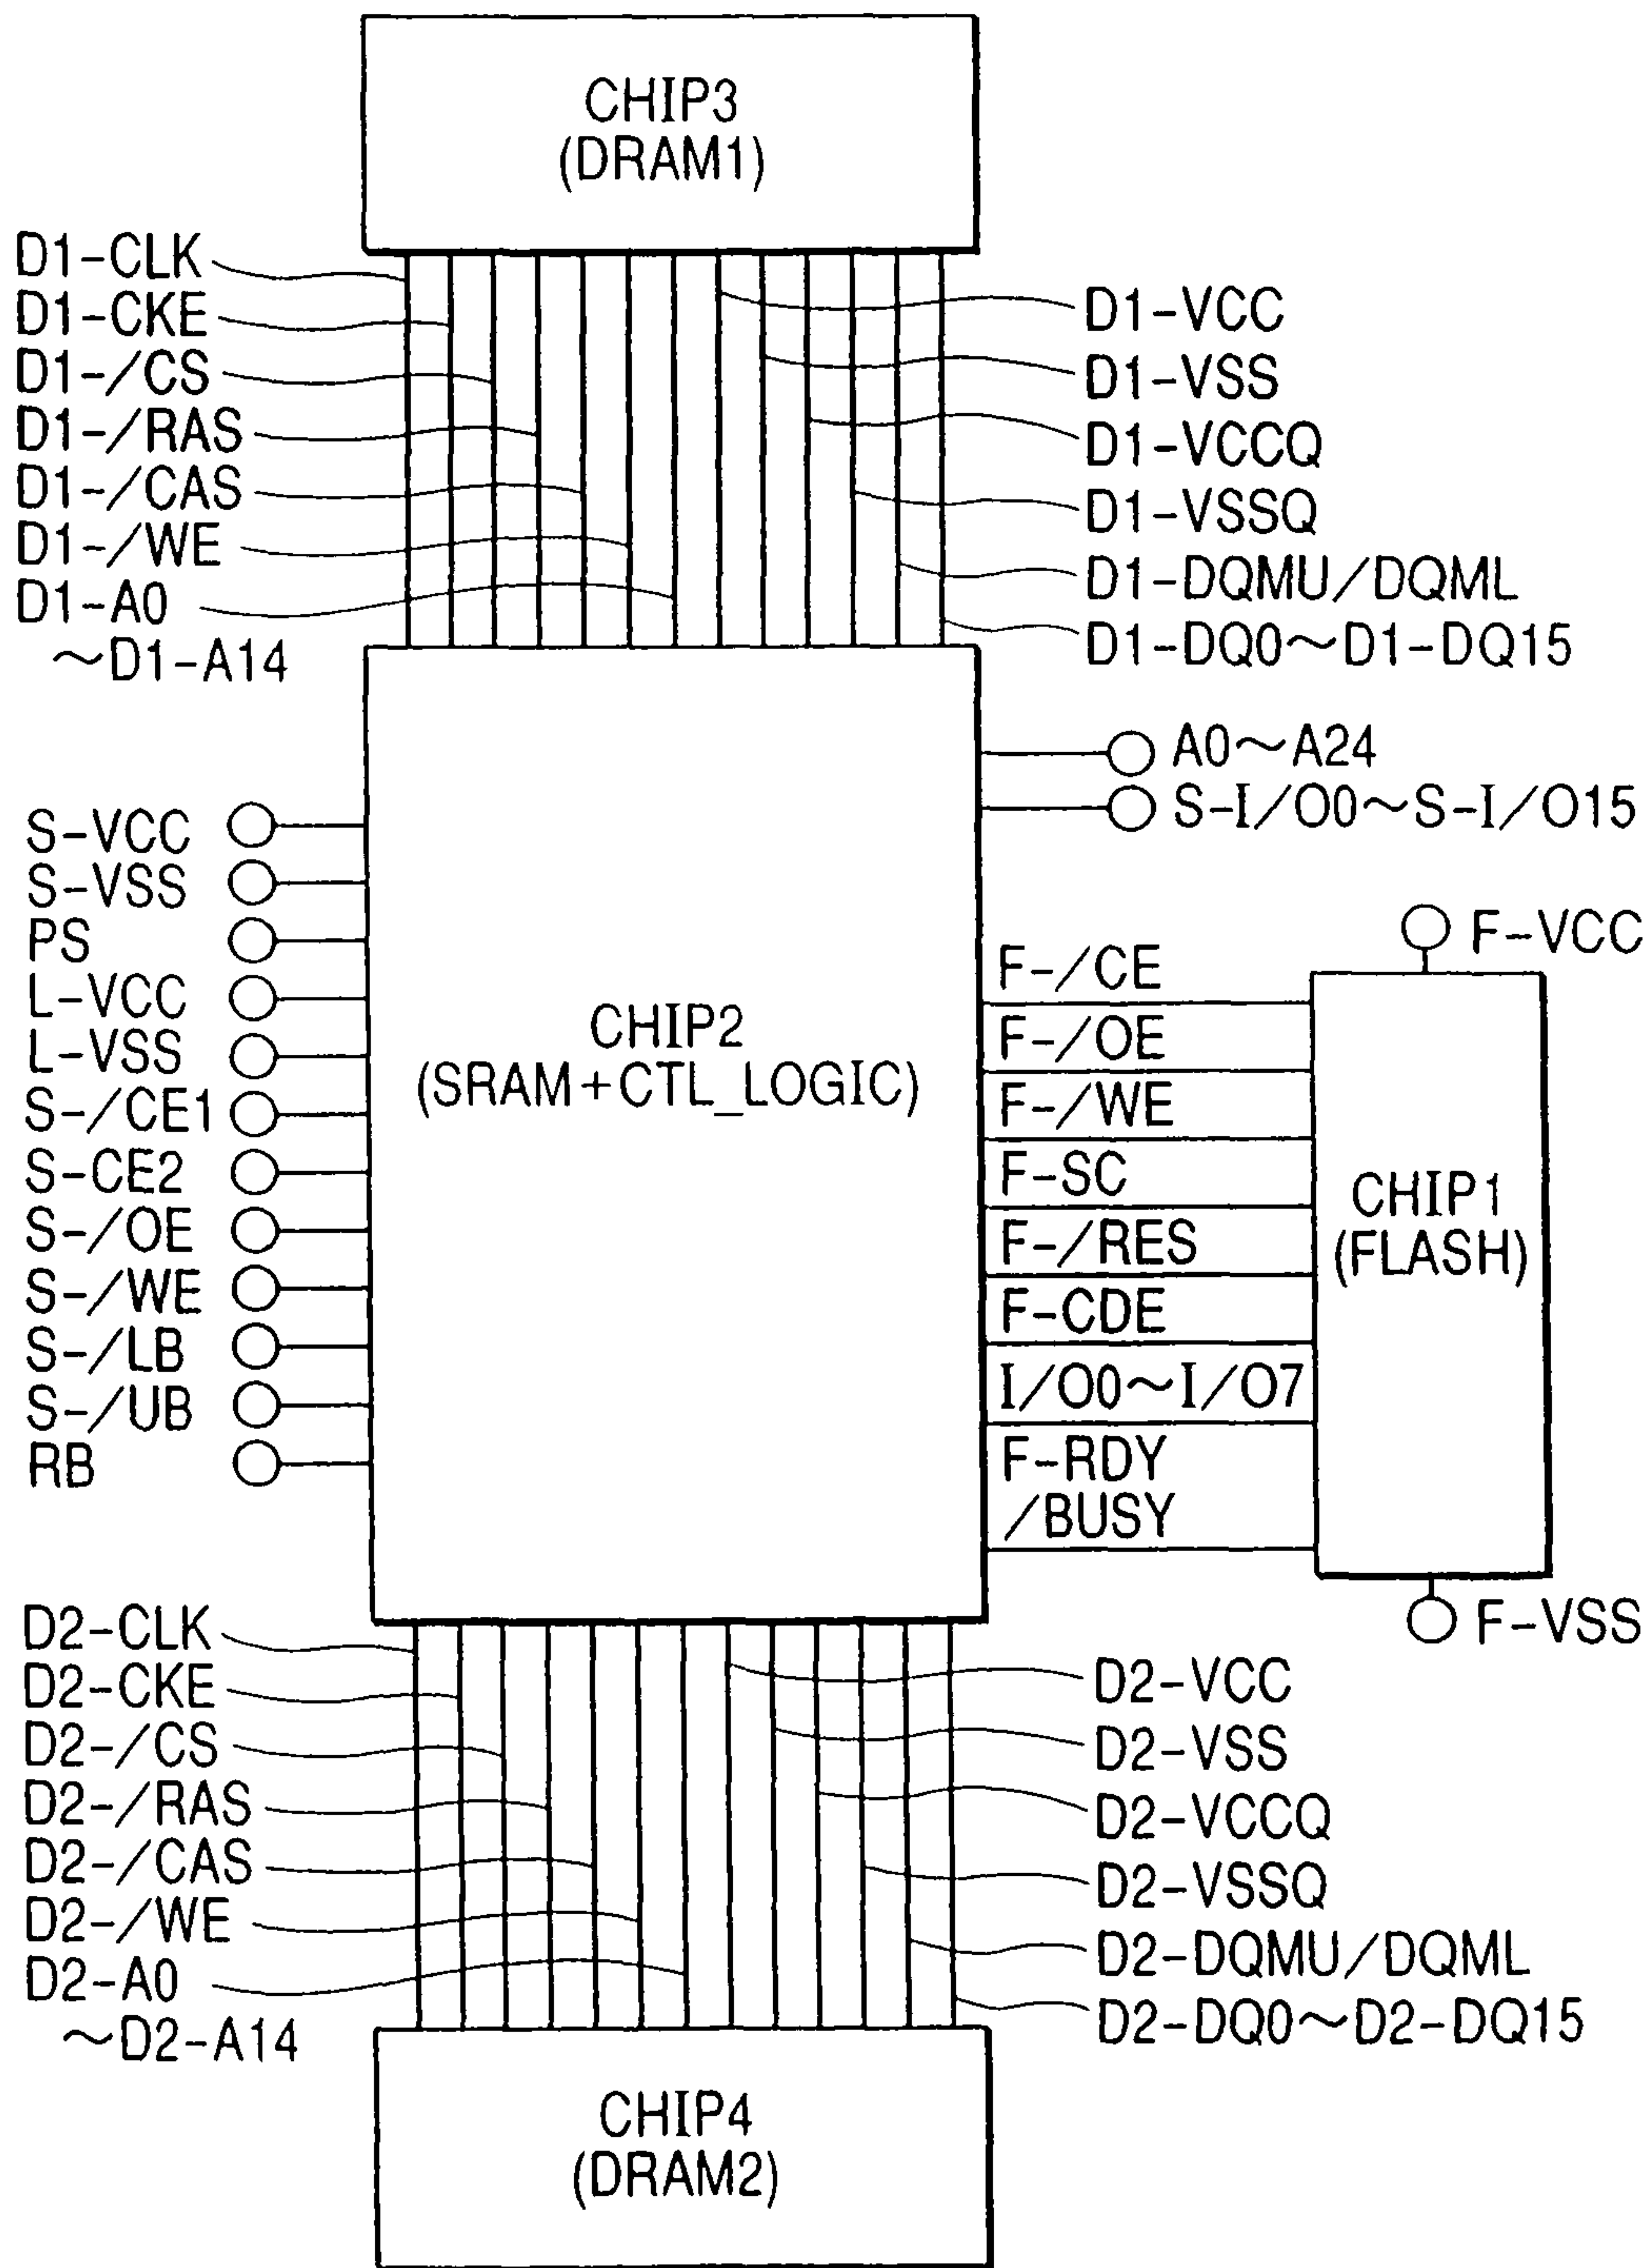 CHIP3
(DRAM1)
D1-CLK
D1-CKE
D1-/CS
D1-/RAS
D1-/CAS
D1-/WE
D1-A0
~D1-A14
D1-VCC
D1-VSS
D1-VCCQ
D1-VSSQ
D1-DQMU/DQML
D1-DQ0~D1-DQ15
A0~A24
S-I/O0~S-I/O15
S-VCC
S-VSS
PS
L-VCC
L-VSS
S-/CE1
S-CE2
S-/OE
S-/WE
S-/LB
S-/UB
RB
CHIP2
(SRAM+CTL_LOGIC)
F-/CE
F-/OE
F-/WE
F-SC
F-/RES
F-CDE
I/O0~I/O7
F-RDY
/BUSY
F-VCC
CHIP1
(FLASH)
F-VSS
D2-CLK
D2-CKE
D2-/CS
D2-/RAS
D2-/CAS
D2-/WE
D2-A0
~D2-A14
D2-VCC
D2-VSS
D2-VCCQ
D2-VSSQ
D2-DQMU/DQML
D2-DQ0~D2-DQ15
CHIP4
(DRAM2)